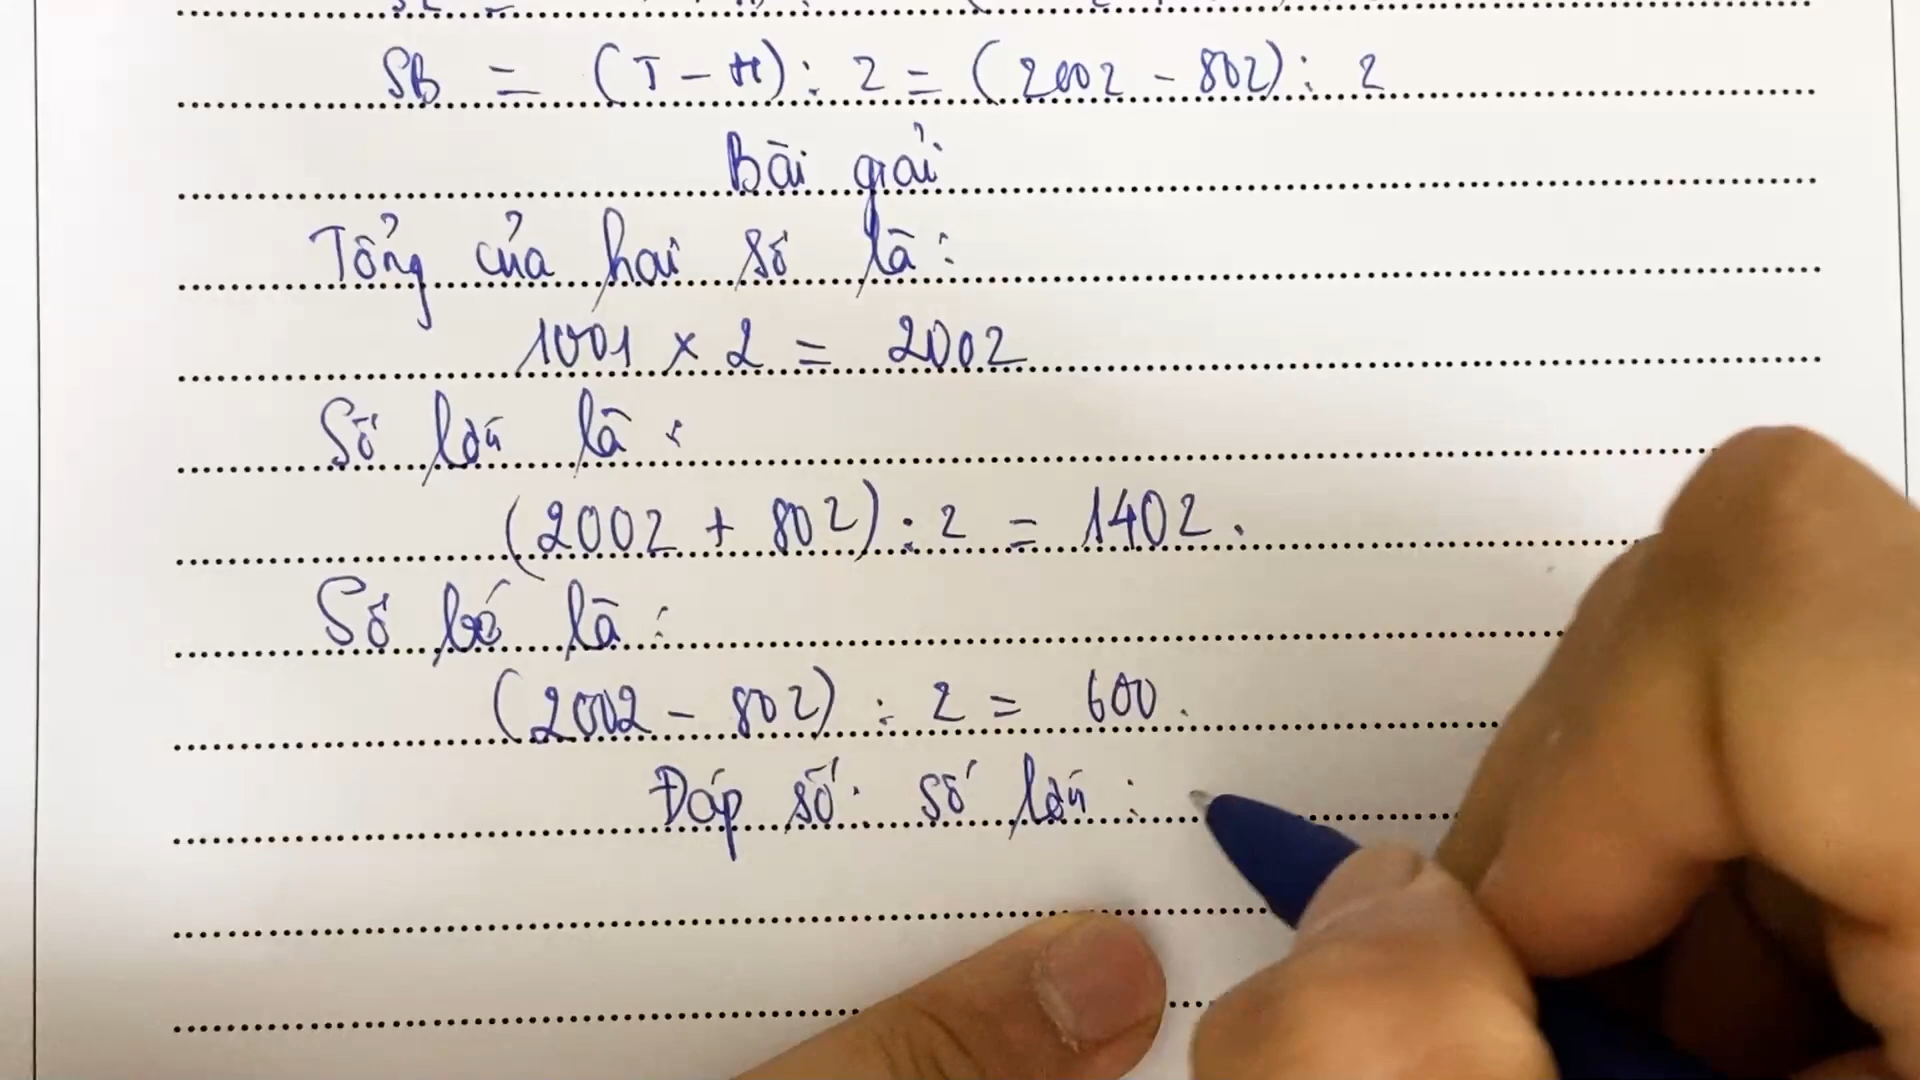 SB = (T - H) : 2 = (2002 - 802) : 2
Bài giải
Tổng của hai số là:
1001 × 2 = 2002
Số lớn là :
(2002 + 802) : 2 = 1402.
Số bé là :
(2002 - 802) : 2 = 600.
Đáp số: số lớn :